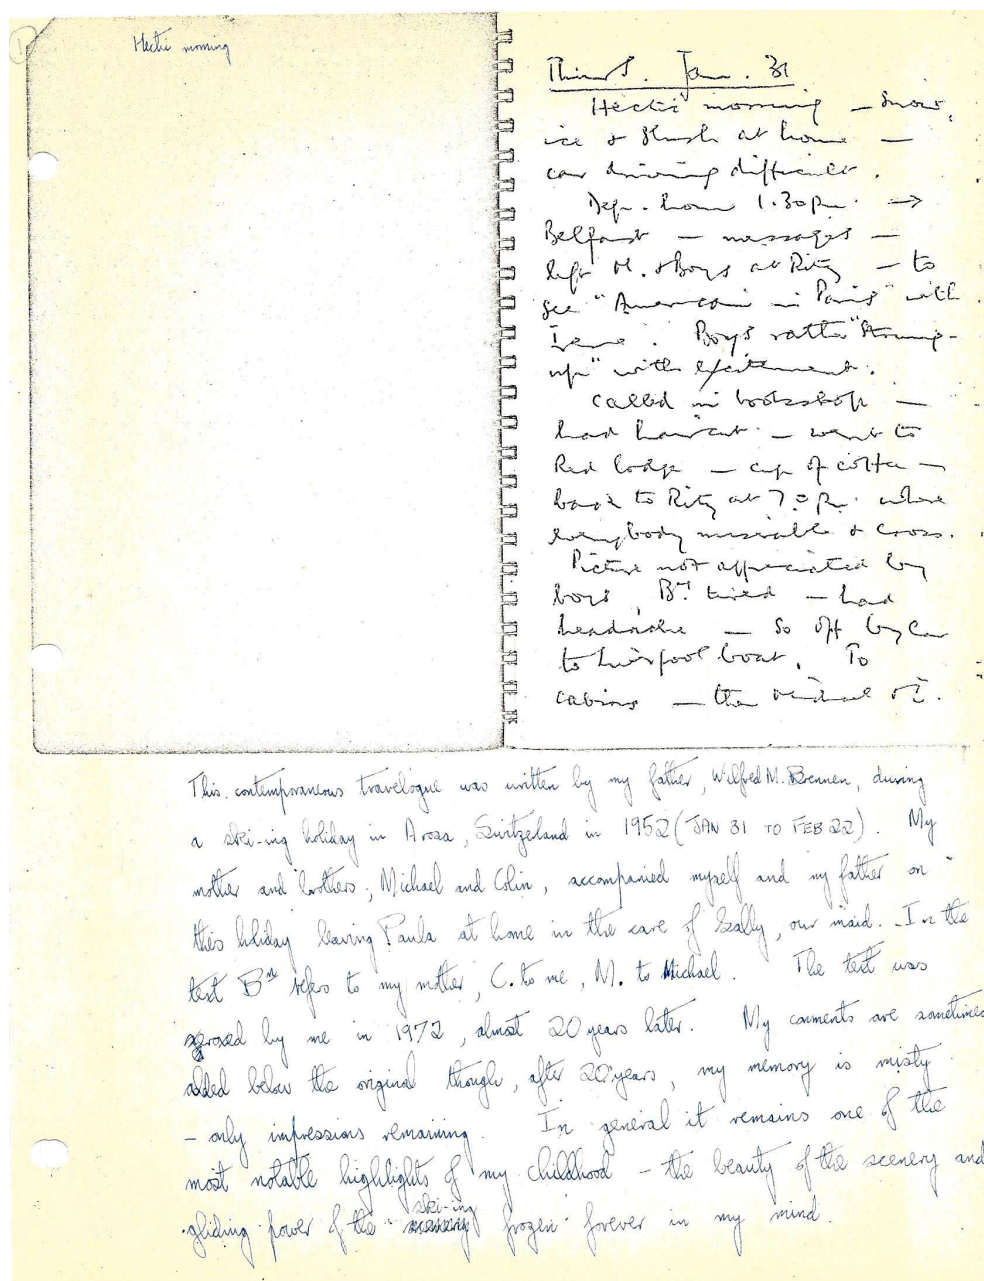 1
Hectic morning
Thurs. Jan. 31
Hectic morning — snow,
ice & slush at home —
car driving difficult.
Dep. home 1.30 p.m. →
Belfast — messages —
left M. & Boys at Ritz — to
see "American in Paris" with
Irene. Boys rather "strung-
up" with excitement.
Called in bookshop —
had haircut — went to
Red Lodge — cup of coffee —
back to Ritz at 7.0 p.m. where
everybody miserable & cross.
Picture not appreciated by
boys, Bᵐ tired — had
headache — so off by car
to Liverpool boat. To
cabins — then
This contemporaneous travelogue was written by my father, Wilfred M. Brennen, during
a ski-ing holiday in Arosa, Switzerland in 1952 (JAN 31 TO FEB 22). My
mother and brothers, Michael and Colin, accompanied myself and my father on
this holiday leaving Paula at home in the care of Sally, our maid. In the
text Bᵐ refers to my mother, C. to me, M. to Michael. The text was
xeroxed by me in 1972, almost 20 years later. My comments are sometimes
added below the original though, after 20 years, my memory is misty
- only impressions remaining. In general it remains one of the
most notable highlights of my childhood - the beauty of the scenery and
gliding power of the ski-ing frozen forever in my mind.